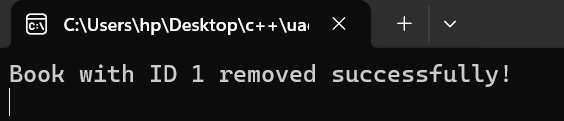 C:\Users\hp\Desktop\c++\ua
Book with ID 1 removed successfully!